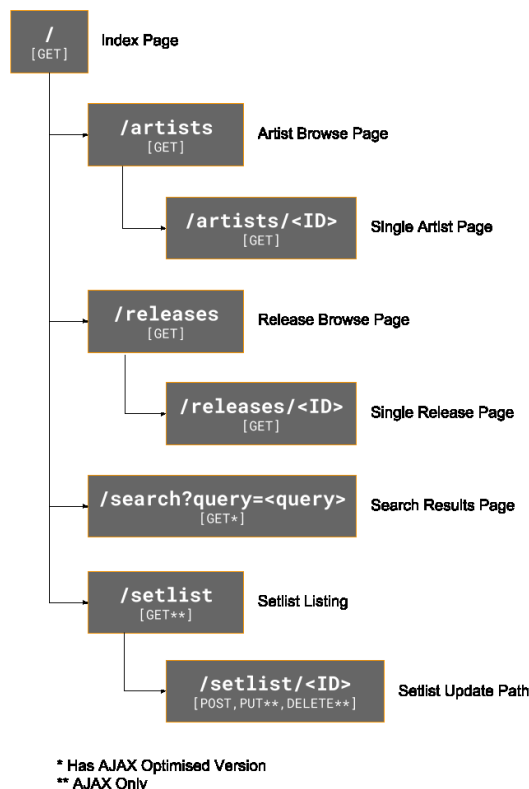 /
[GET]
Index Page
/artists
[GET]
Artist Browse Page
/artists/<ID>
[GET]
Single Artist Page
/releases
[GET]
Release Browse Page
/releases/<ID>
[GET]
Single Release Page
/search?query=<query>
[GET*]
Search Results Page
/setlist
[GET**]
Setlist Listing
/setlist/<ID>
[POST,PUT**,DELETE**]
Setlist Update Path
* Has AJAX Optimised Version
** AJAX Only